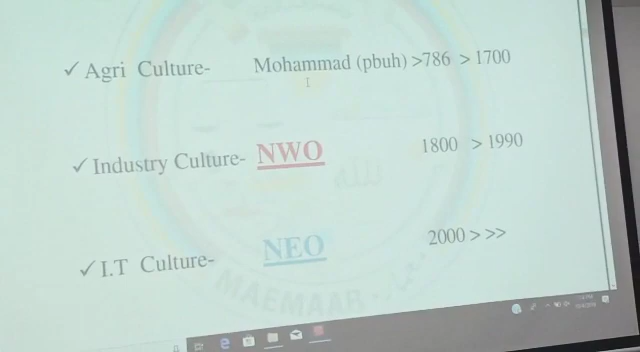 ✓ Agri Culture- Mohammad (pbuh) >786 > 1700
✓ Industry Culture- NWO 1800 > 1990
✓ I.T Culture- NEO 2000 > >>
MAEMAAR